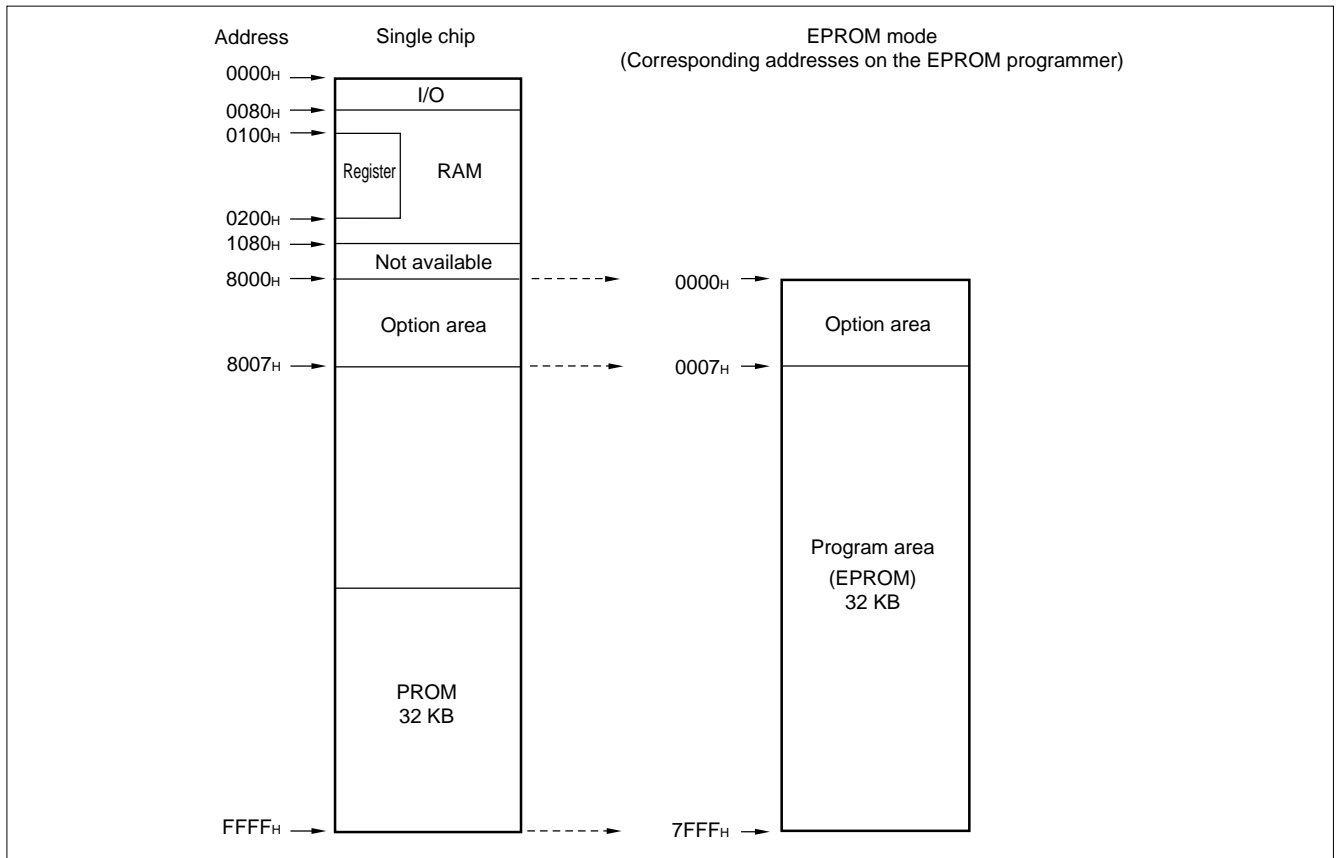 Address Single chip EPROM mode
(Corresponding addresses on the EPROM programmer)
0000H
I/O
0080H
0100H
Register RAM
0200H
1080H
Not available
8000H 0000H
Option area Option area
8007H 0007H
Program area
(EPROM)
32 KB
PROM
32 KB
FFFFH 7FFFH